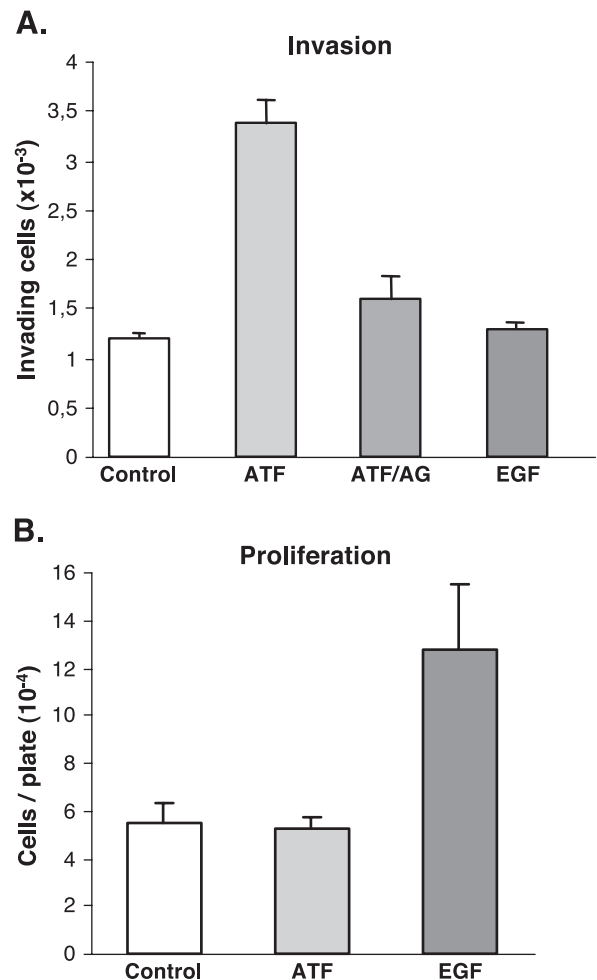 A.
Invasion
Invading cells (x10-3)
4
3,5
3
2,5
2
1,5
1
0,5
0
Control ATF ATF/AG EGF
B.
Proliferation
Cells / plate (10-4)
16
14
12
10
8
6
4
2
0
Control ATF EGF